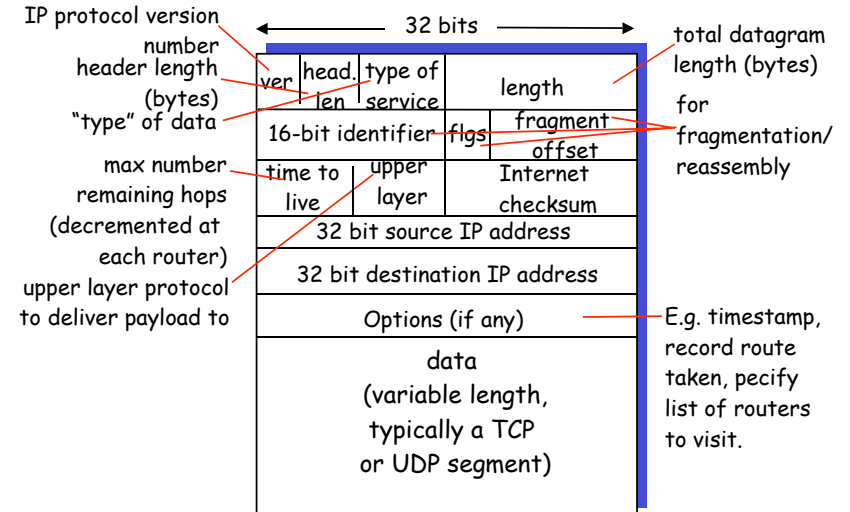 IP protocol version
number
header length
(bytes)
“type” of data
max number
remaining hops
(decremented at
each router)
upper layer protocol
to deliver payload to
32 bits
ver
head.
len
type of
service
length
16-bit identifier
flgs
fragment
offset
time to
live
upper
layer
Internet
checksum
32 bit source IP address
32 bit destination IP address
Options (if any)
data
(variable length,
typically a TCP
or UDP segment)
total datagram
length (bytes)
for
fragmentation/
reassembly
E.g. timestamp,
record route
taken, pecify
list of routers
to visit.